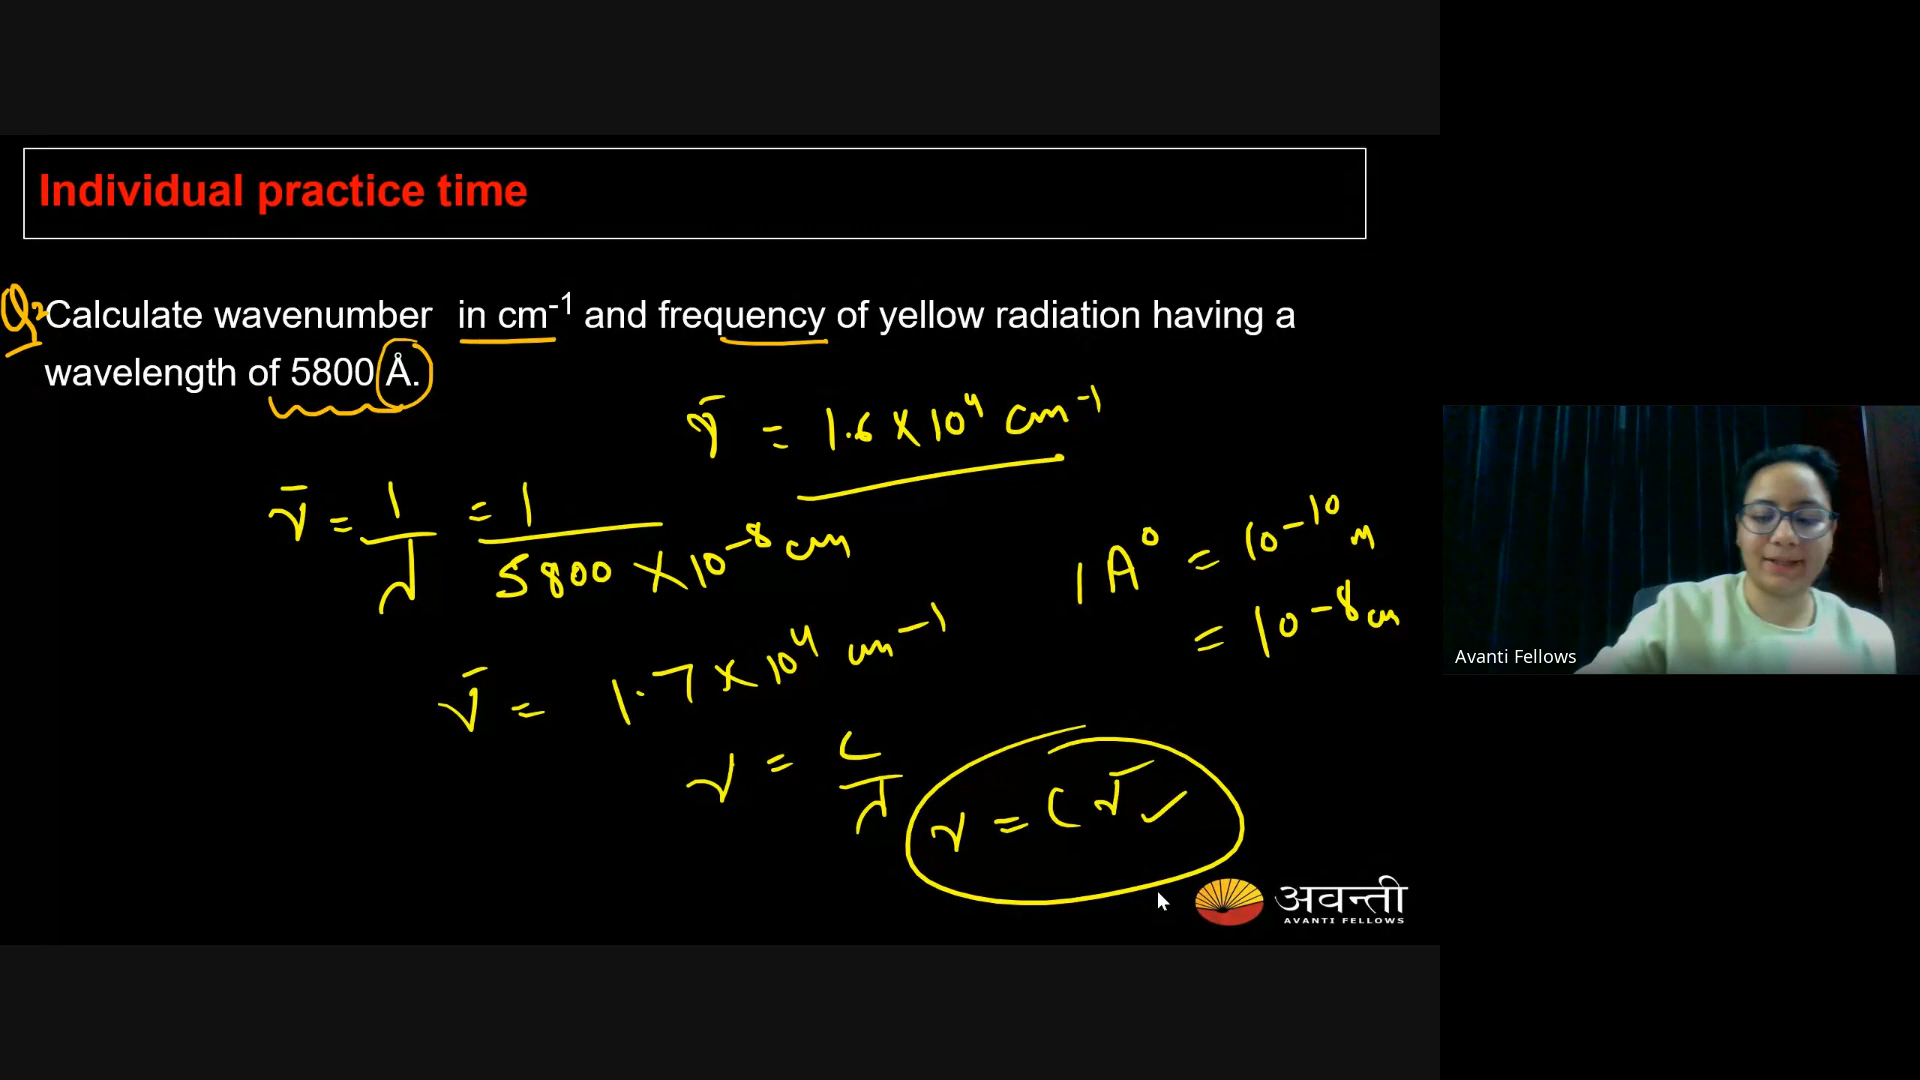 Individual practice time
Q2 Calculate wavenumber in cm⁻¹ and frequency of yellow radiation having a
wavelength of 5800 Å.
ν̄ = 1.6 × 10⁴ cm⁻¹
ν̄ = 1/λ = 1/5800 × 10⁻⁸ cm
1 A° = 10⁻¹⁰ m
= 10⁻⁸ cm
ν̄ = 1.7 × 10⁴ cm⁻¹
ν = c/λ
ν = c ν̄ ✓
Avanti Fellows
अवन्ती
AVANTI FELLOWS